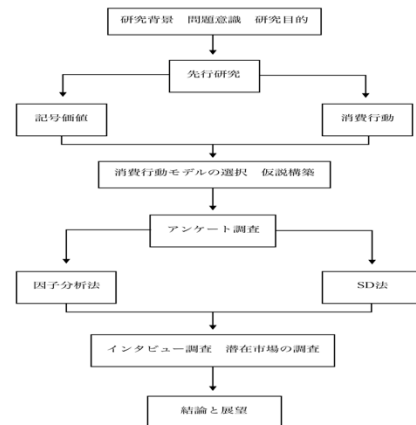 研究背景 問題意識 研究目的
先行研究
記号価値
消費行動
消費行動モデルの選択 仮説構築
アンケート調査
因子分析法
SD法
インタビュー調査 潜在市場の調査
結論と展望